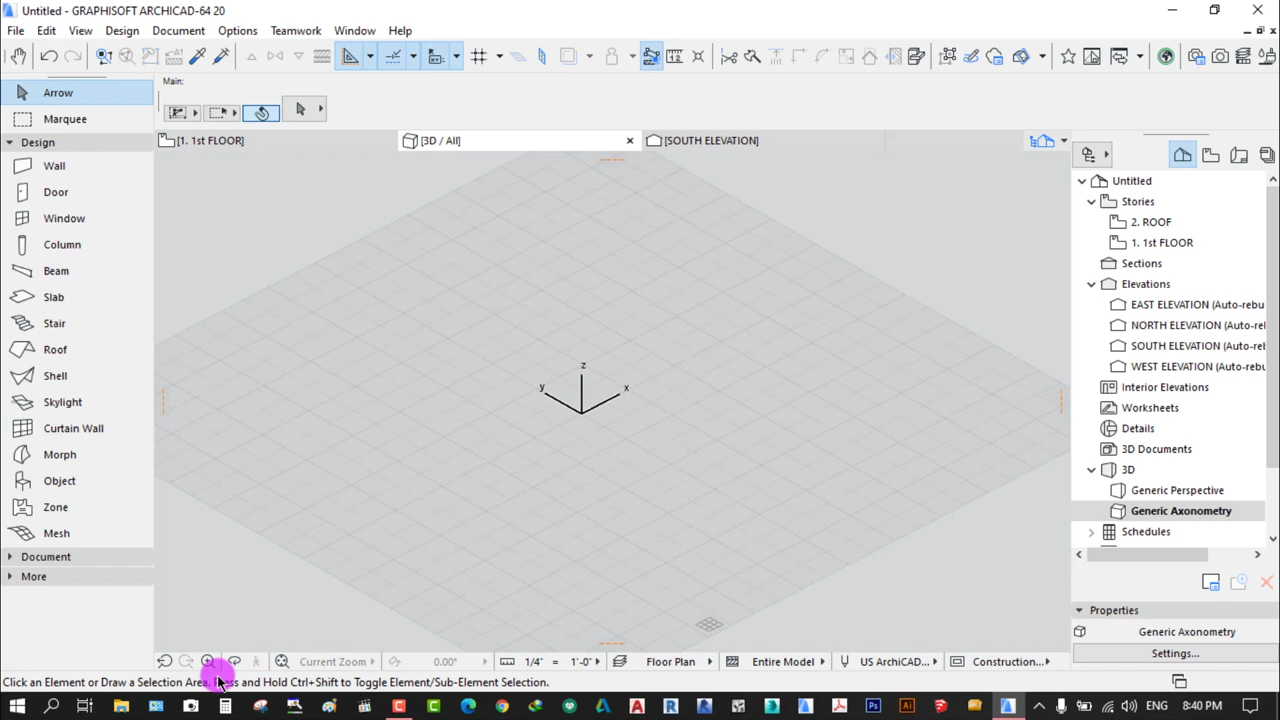 Untitled - GRAPHISOFT ARCHICAD-64 20
File Edit View Design Document Options Teamwork Window Help
Arrow
Marquee
Design
Wall
Door
Window
Column
Beam
Slab
Stair
Roof
Shell
Skylight
Curtain Wall
Morph
Object
Zone
Mesh
Document
More
Main:
[1. 1st FLOOR] [3D / All] [SOUTH ELEVATION]
z
y x
Untitled
Stories
2. ROOF
1. 1st FLOOR
Sections
Elevations
EAST ELEVATION (Auto-rebu
NORTH ELEVATION (Auto-rebu
SOUTH ELEVATION (Auto-rebu
WEST ELEVATION (Auto-rebu
Interior Elevations
Worksheets
Details
3D Documents
3D
Generic Perspective
Generic Axonometry
Schedules
Properties
Generic Axonometry
Settings...
Current Zoom 0.00° 1/4" = 1'-0" Floor Plan Entire Model US ArchiCAD... Construction...
Click an Element or Draw a Selection Area. Press and Hold Ctrl+Shift to Toggle Element/Sub-Element Selection.
ENG 8:40 PM